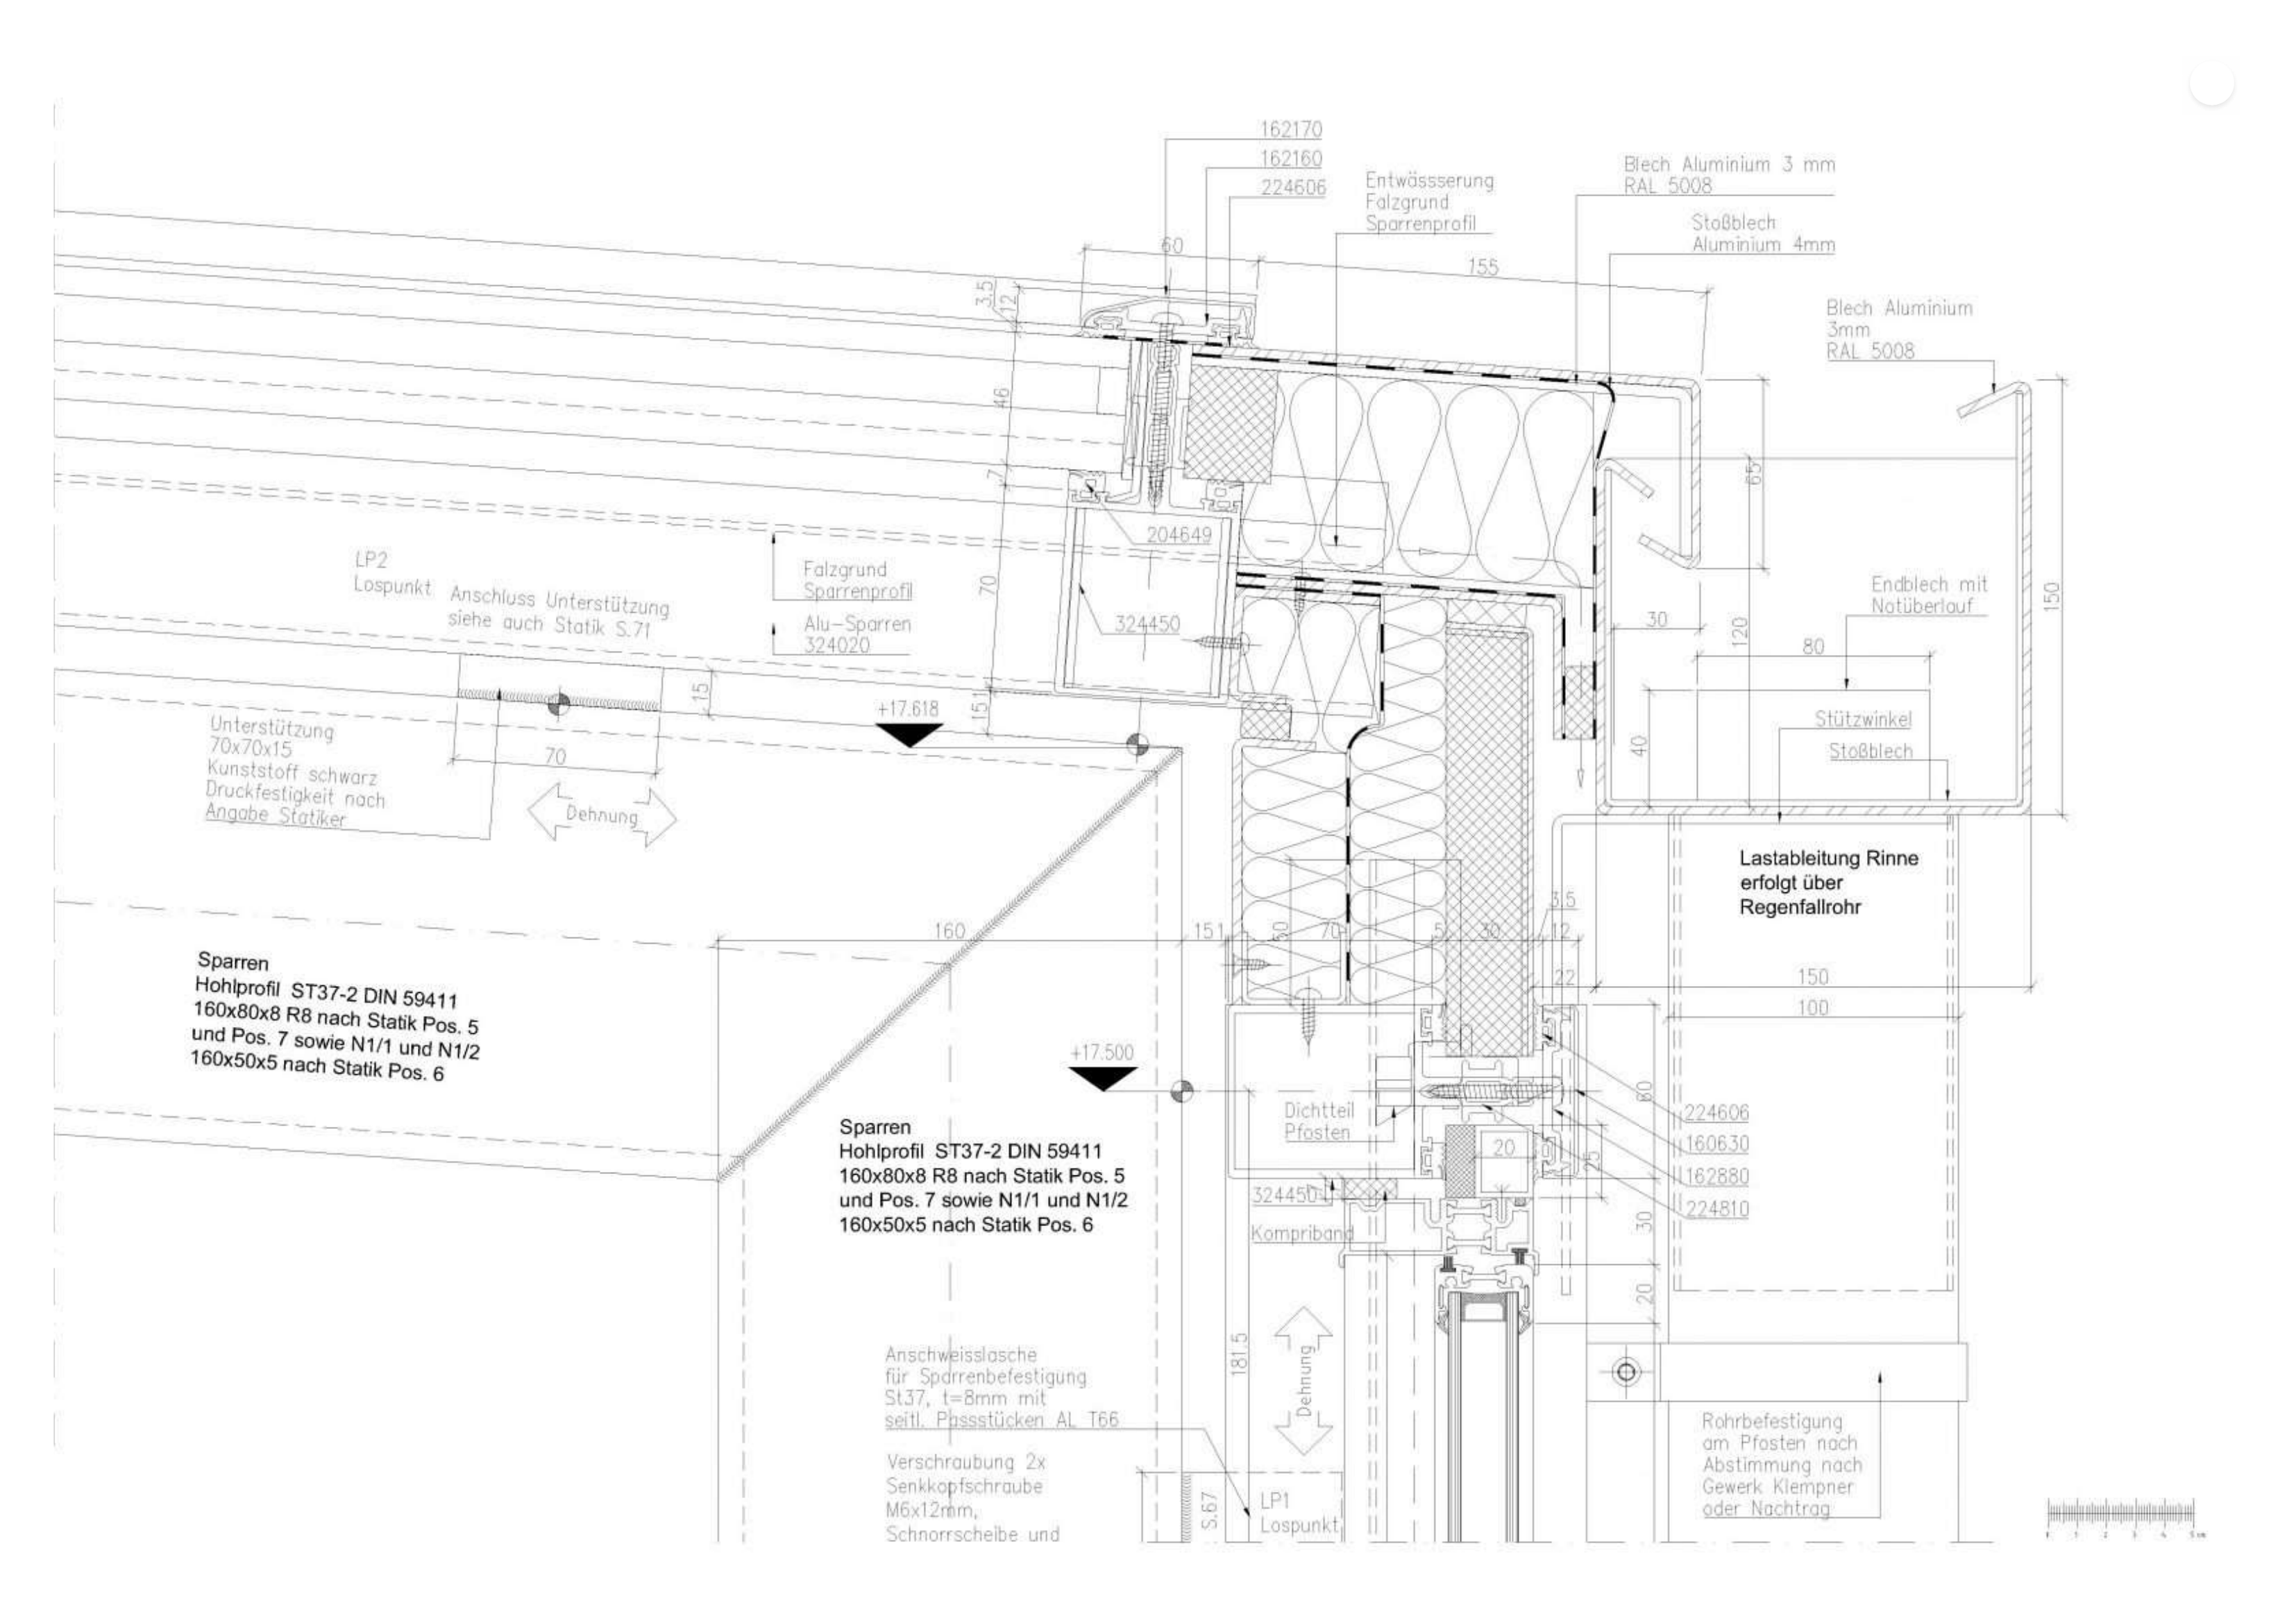 162170
162160
224606
Entwässserung
Falzgrund
Sparrenprofil
Blech Aluminium 3 mm
RAL 5008
Stoßblech
Aluminium 4mm
60
155
3.5
12
Blech Aluminium
3mm
RAL 5008
46
7
65
204649
LP2
Lospunkt
Anschluss Unterstützung
siehe auch Statik S.71
Falzgrund
Sparrenprofil
Alu-Sparren
324020
70
324450
30
120
150
Endblech mit
Notüberlauf
80
15
15
+17.618
40
Stützwinkel
Stoßblech
Unterstützung
70x70x15
Kunststoff schwarz
Druckfestigkeit nach
Angabe Statiker
70
Dehnung
Lastableitung Rinne
erfolgt über
Regenfallrohr
3.5
160
15
50
70
5
30
12
22
150
100
Sparren
Hohlprofil ST37-2 DIN 59411
160x80x8 R8 nach Statik Pos. 5
und Pos. 7 sowie N1/1 und N1/2
160x50x5 nach Statik Pos. 6
+17.500
60
Dichtteil
Pfosten
224606
160630
162880
224810
20
25
Sparren
Hohlprofil ST37-2 DIN 59411
160x80x8 R8 nach Statik Pos. 5
und Pos. 7 sowie N1/1 und N1/2
160x50x5 nach Statik Pos. 6
324450
Kompriband
30
20
181.5
Dehnung
Anschweisslasche
für Sparrenbefestigung
St37, t=8mm mit
seitl. Passstücken AL T66
Verschraubung 2x
Senkkopfschraube
M6x12mm,
Schnorrscheibe und
S.67
LP1
Lospunkt
Rohrbefestigung
am Pfosten nach
Abstimmung nach
Gewerk Klempner
oder Nachtrag
1 2 3 4 5 cm